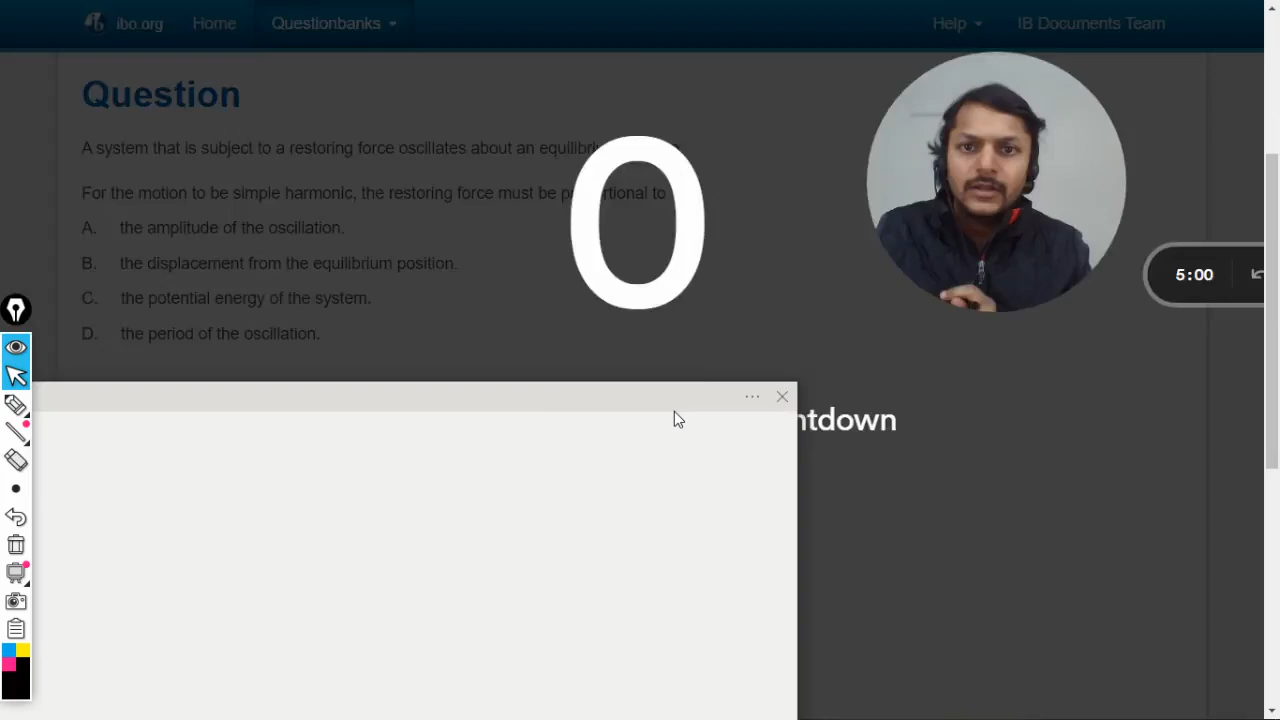 ibo.org Home Questionbanks Help IB Documents Team
Question
A system that is subject to a restoring force oscillates about an
For the motion to be simple harmonic, the restoring force must be to
A. the amplitude of the oscillation.
B. the displacement from the equilibrium position.
C. the potential energy of the system.
D. the period of the oscillation.
0
5:00
ntdown